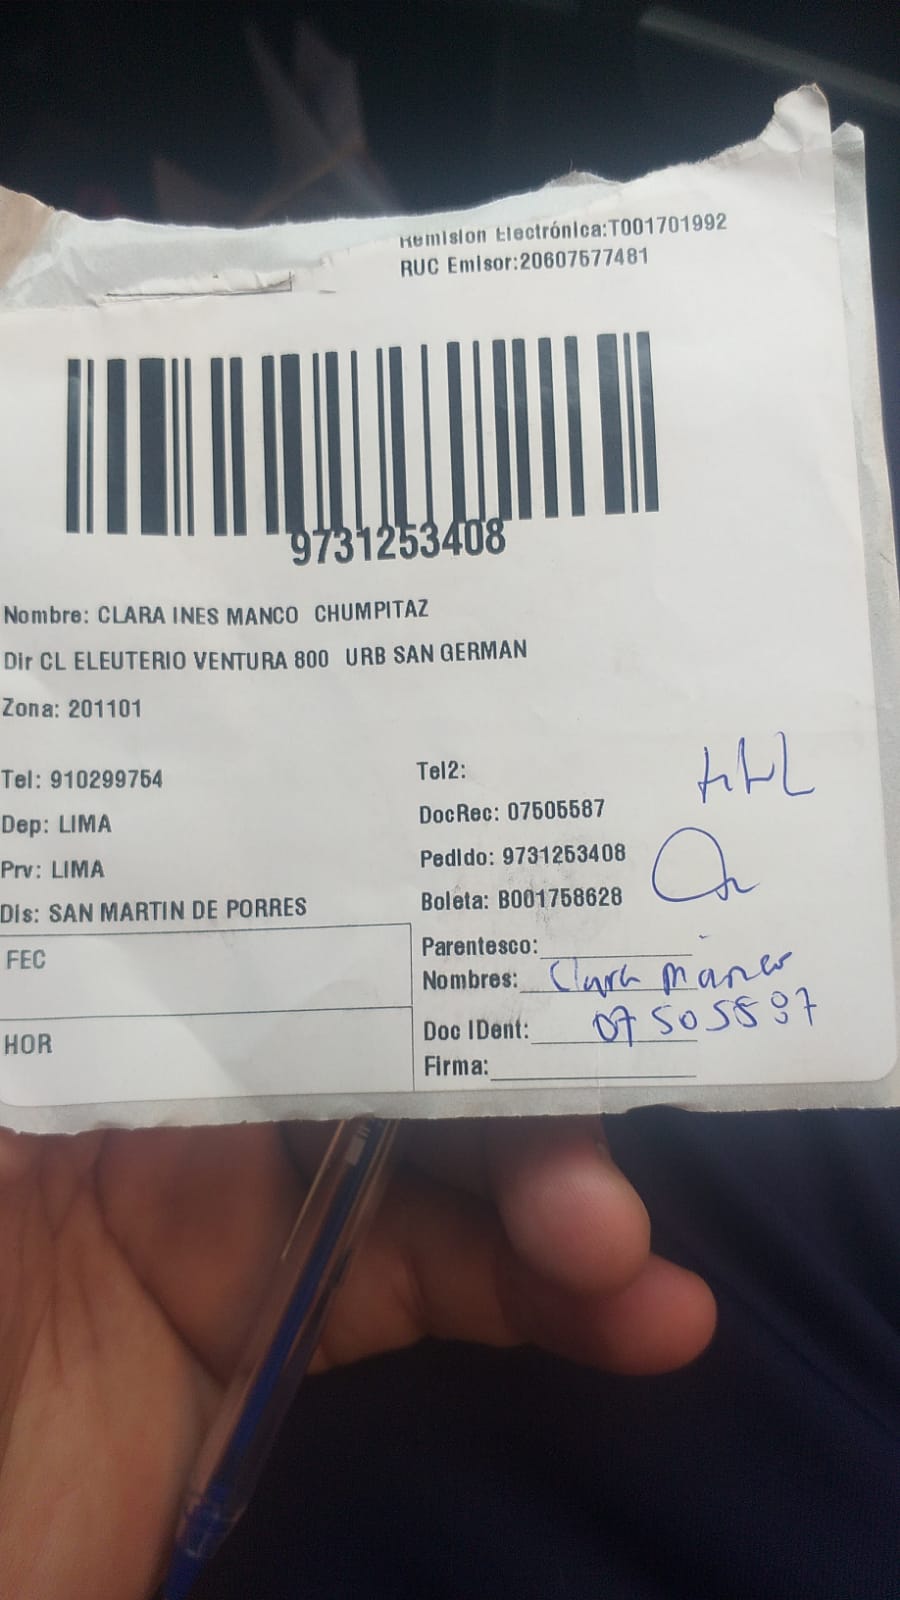 Remision Electrónica:T001701992
RUC Emisor:20607577481
9731253408
Nombre: CLARA INES MANCO CHUMPITAZ
Dir CL ELEUTERIO VENTURA 800 URB SAN GERMAN
Zona: 201101
Tel: 910299754
Tel2:
DocRec: 07505587
Dep: LIMA
Pedido: 9731253408
Prv: LIMA
Boleta: B001758628
Dis: SAN MARTIN DE PORRES
FEC
Parentesco:
Nombres: Clara Manco
HOR
Doc IDent: 07505587
Firma: